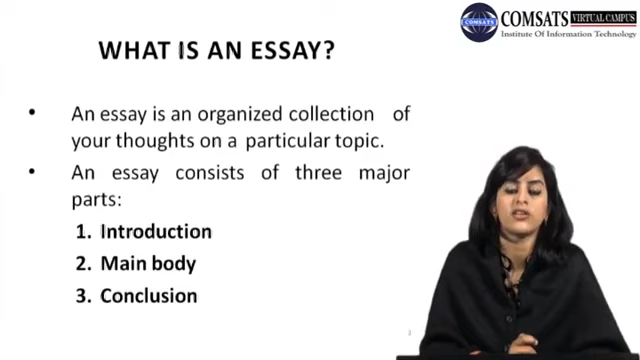 COMSATS VIRTUAL CAMPUS
COMSATS
Institute Of Information Technology
WHAT IS AN ESSAY?
• An essay is an organized collection of
your thoughts on a particular topic.
• An essay consists of three major
parts:
1. Introduction
2. Main body
3. Conclusion
2